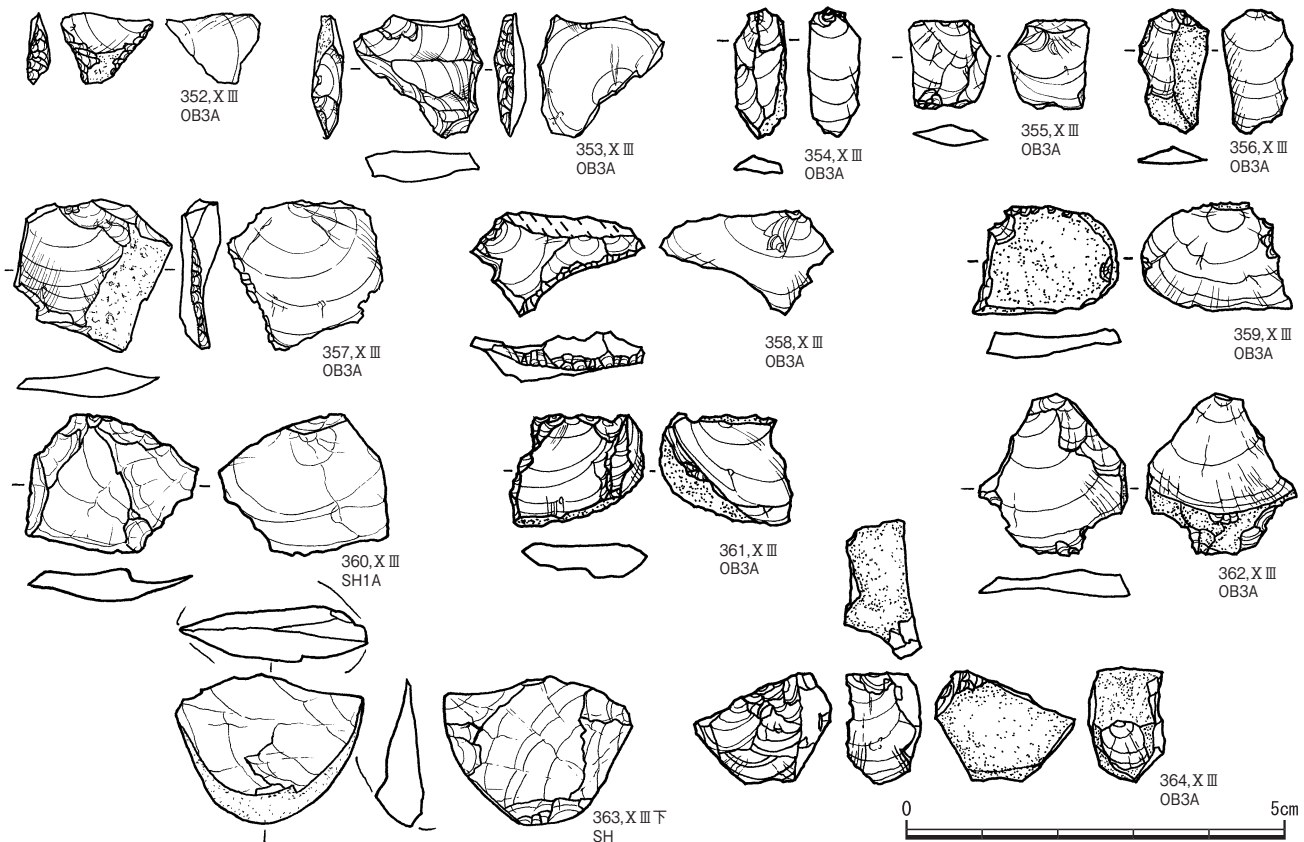 352,XⅢ
OB3A
353,XⅢ
OB3A
354,XⅢ
OB3A
355,XⅢ
OB3A
356,XⅢ
OB3A
357,XⅢ
OB3A
358,XⅢ
OB3A
359,XⅢ
OB3A
360,XⅢ
SH1A
361,XⅢ
OB3A
362,XⅢ
OB3A
363,XⅢ下
SH
364,XⅢ
OB3A
0 5cm